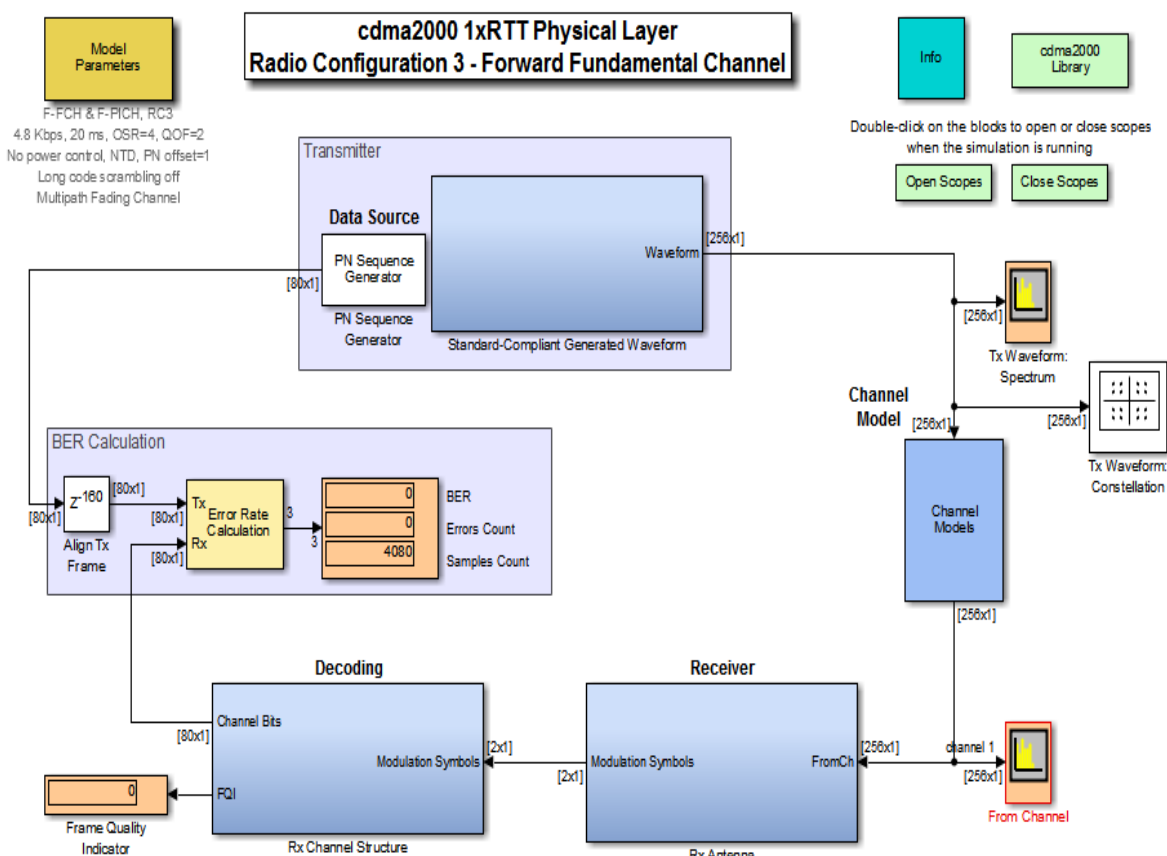 cdma2000 1xRTT Physical Layer
Radio Configuration 3 - Forward Fundamental Channel
Model
Parameters
F-FCH & F-PICH, RC3
4.8 Kbps, 20 ms, OSR=4, QOF=2
No power control, NTD, PN offset=1
Long code scrambling off
Multipath Fading Channel
Info
cdma2000
Library
Double-click on the blocks to open or close scopes
when the simulation is running
Open Scopes
Close Scopes
Transmitter
Data Source
PN Sequence
Generator
[80x1]
PN Sequence
Generator
Waveform
[256x1]
Standard-Compliant Generated Waveform
[256x1]
Tx Waveform:
Spectrum
Channel
Model
[256x1]
[256x1]
Tx Waveform:
Constellation
Channel
Models
[256x1]
BER Calculation
[80x1]
Z-160
[80x1]
Align Tx
Frame
[80x1]
Tx
Error Rate
Calculation
Rx
[80x1]
3
3
0
BER
0
Errors Count
4080
Samples Count
Decoding
Channel Bits
[80x1]
Modulation Symbols
[2x1]
FQI
Rx Channel Structure
0
Frame Quality
Indicator
Receiver
Modulation Symbols
[2x1]
FromCh
[256x1]
Rx Antenna
channel 1
[256x1]
From Channel